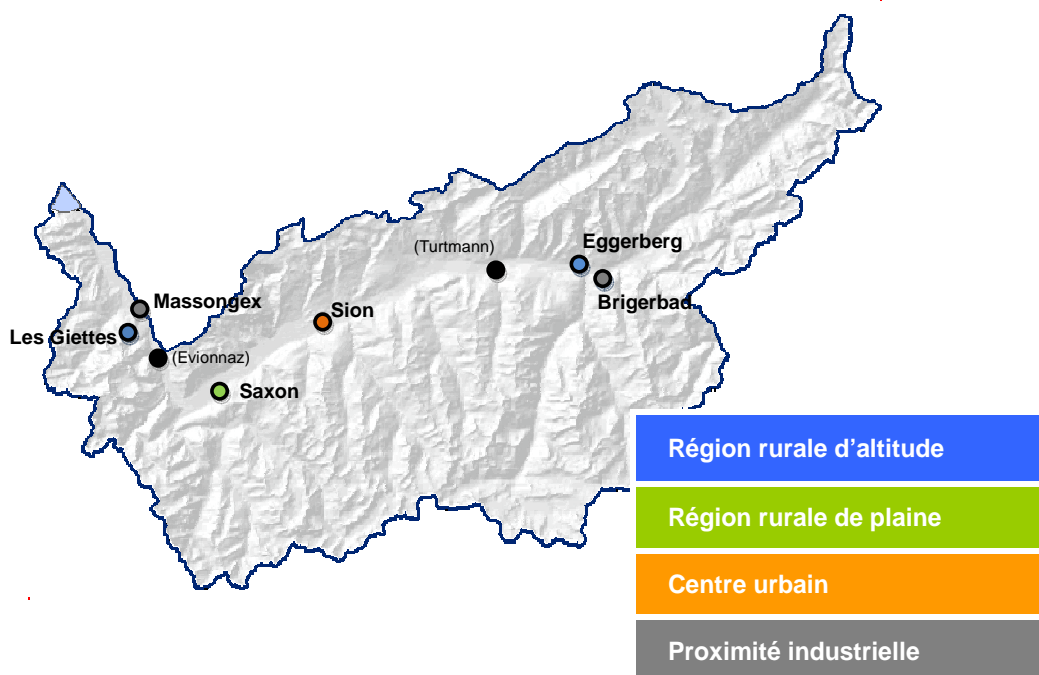 Eggerberg
(Turtmann)
Brigerbad
Massongex
Sion
Les Giettes
(Evionnaz)
Saxon
Région rurale d’altitude
Région rurale de plaine
Centre urbain
Proximité industrielle